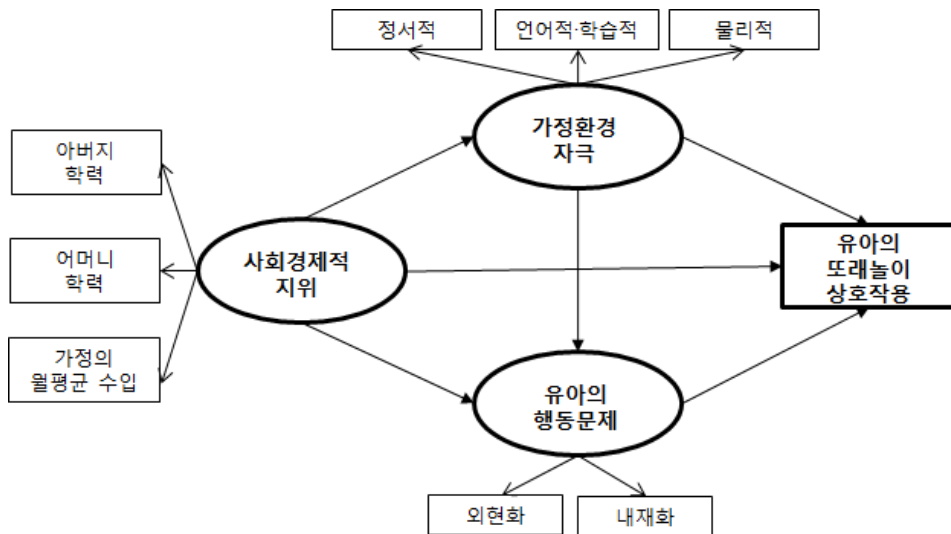 정서적
언어적·학습적
물리적
가정환경
자극
아버지
학력
어머니
학력
가정의
월평균 수입
사회경제적
지위
유아의
또래놀이
상호작용
유아의
행동문제
외현화
내재화